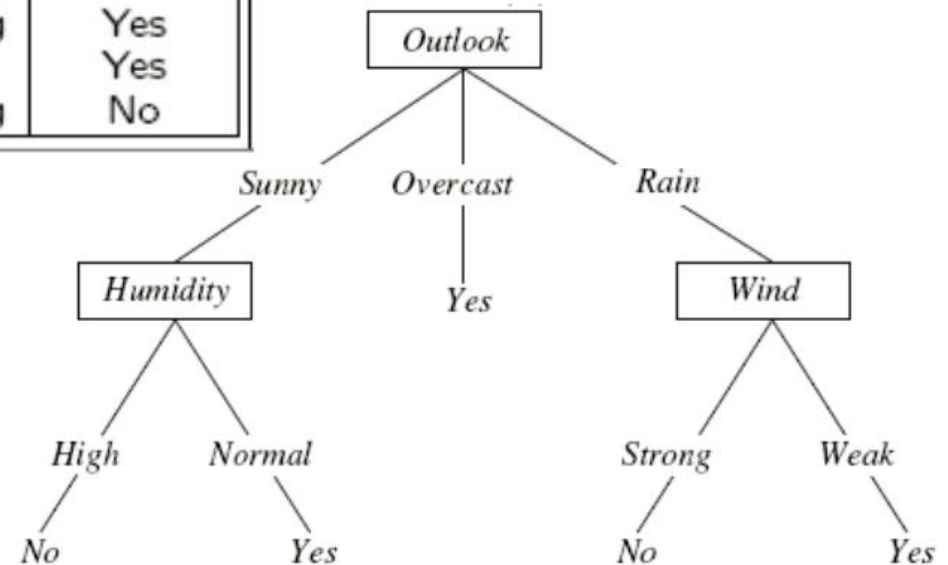 Yes
Yes
No
Outlook
Sunny Overcast Rain
Humidity Yes Wind
High Normal Strong Weak
No Yes No Yes